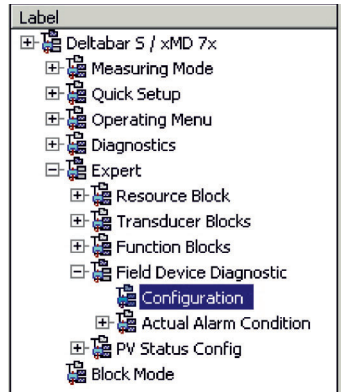 Label
Deltabar S / xMD 7x
Measuring Mode
Quick Setup
Operating Menu
Diagnostics
Expert
Resource Block
Transducer Blocks
Function Blocks
Field Device Diagnostic
Configuration
Actual Alarm Condition
PV Status Config
Block Mode